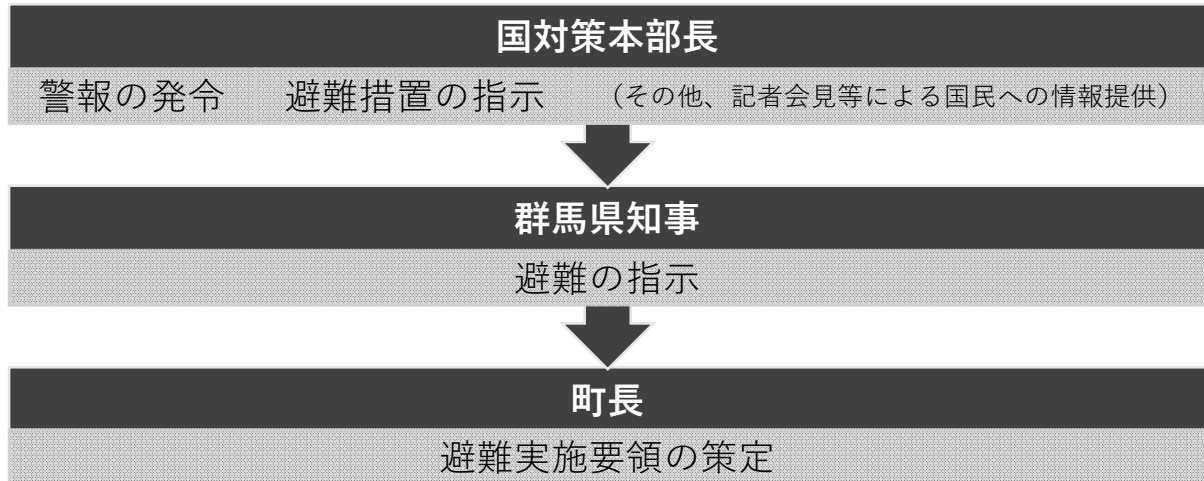 国対策本部長
警報の発令　避難措置の指示　（その他、記者会見等による国民への情報提供）
群馬県知事
避難の指示
町長
避難実施要領の策定